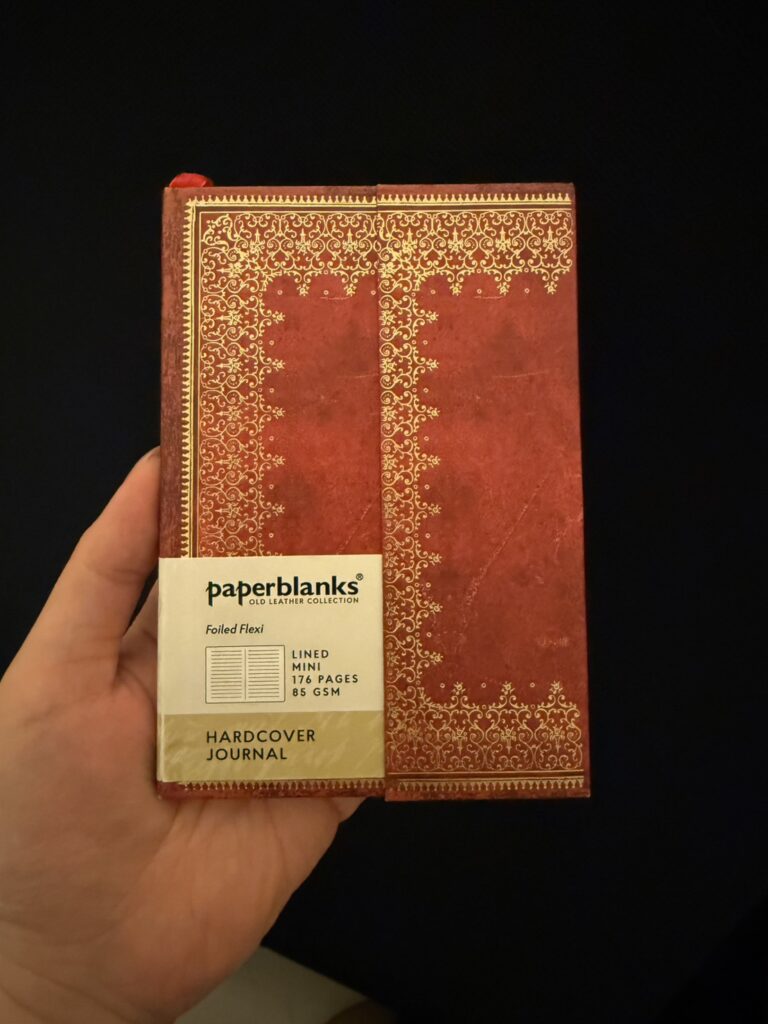 paperblanks®
OLD LEATHER COLLECTION
Foiled Flexi
LINED
MINI
176 PAGES
85 GSM
HARDCOVER
JOURNAL